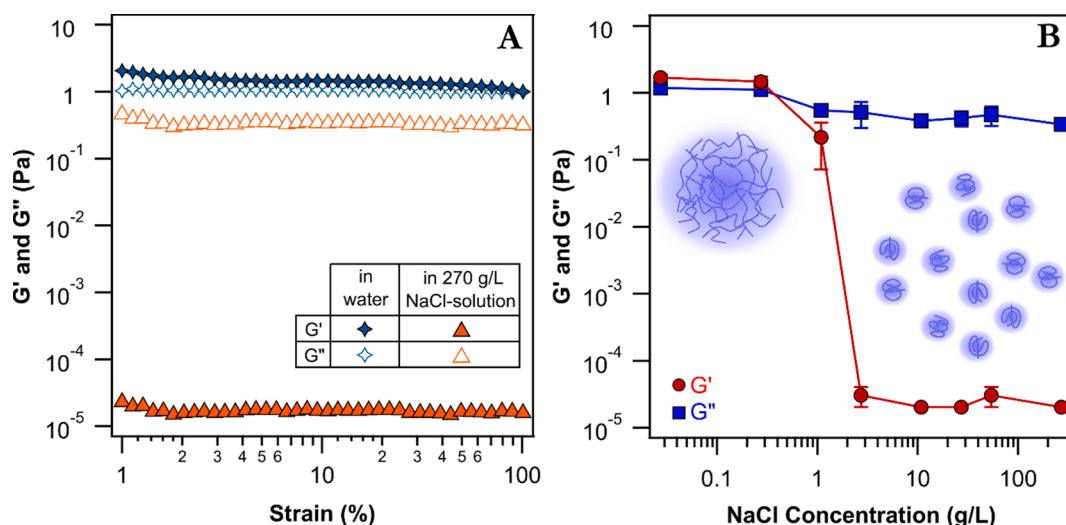 A
10
1
10⁻¹
10⁻²
10⁻³
10⁻⁴
10⁻⁵
G' and G" (Pa)
in water
in 270 g/L NaCl-solution
G'
G"
1
2
3
4
5
6
10
2
3
4
5
6
100
Strain (%)
B
10
1
10⁻¹
10⁻²
10⁻³
10⁻⁴
10⁻⁵
G' and G" (Pa)
G'
G"
0.1
1
10
100
NaCl Concentration (g/L)